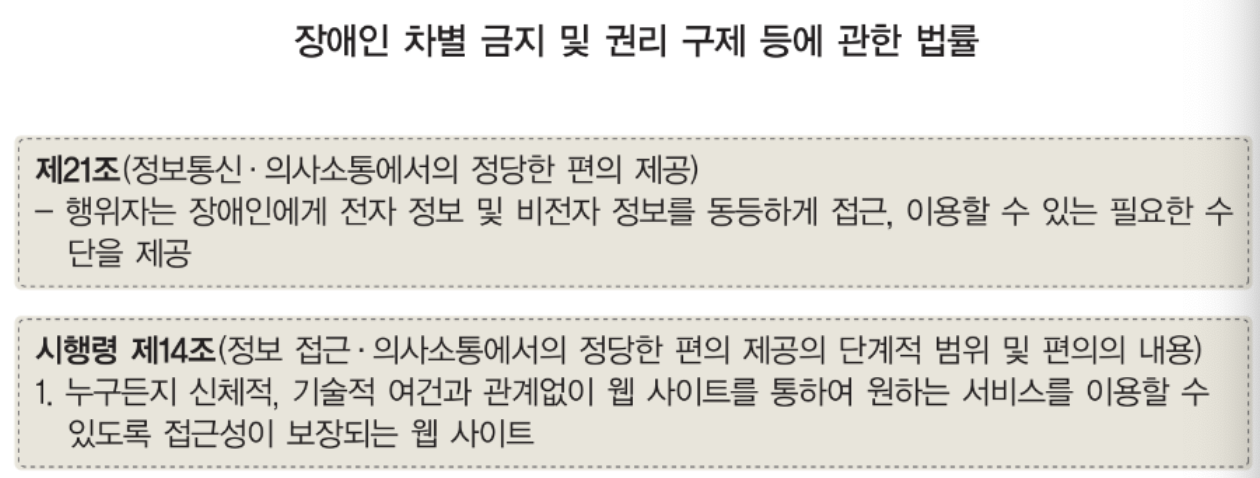 장애인 차별 금지 및 권리 구제 등에 관한 법률
제21조(정보통신·의사소통에서의 정당한 편의 제공)
– 행위자는 장애인에게 전자 정보 및 비전자 정보를 동등하게 접근, 이용할 수 있는 필요한 수
단을 제공
시행령 제14조(정보 접근·의사소통에서의 정당한 편의 제공의 단계적 범위 및 편의의 내용)
1. 누구든지 신체적, 기술적 여건과 관계없이 웹 사이트를 통하여 원하는 서비스를 이용할 수
있도록 접근성이 보장되는 웹 사이트